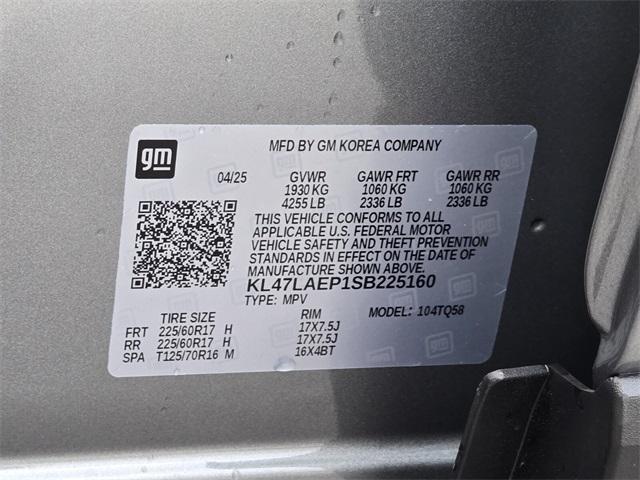 gm
MFD BY GM KOREA COMPANY
04/25 GVWR GAWR FRT GAWR RR
1930 KG 1060 KG 1060 KG
4255 LB 2336 LB 2336 LB
THIS VEHICLE CONFORMS TO ALL
APPLICABLE U.S. FEDERAL MOTOR
VEHICLE SAFETY AND THEFT PREVENTION
STANDARDS IN EFFECT ON THE DATE OF
MANUFACTURE SHOWN ABOVE.
KL47LAEP1SB225160
TYPE: MPV MODEL: 104TQ58
TIRE SIZE RIM
FRT 225/60R17 H 17X7.5J
RR 225/60R17 H 17X7.5J
SPA T125/70R16 M 16X4BT